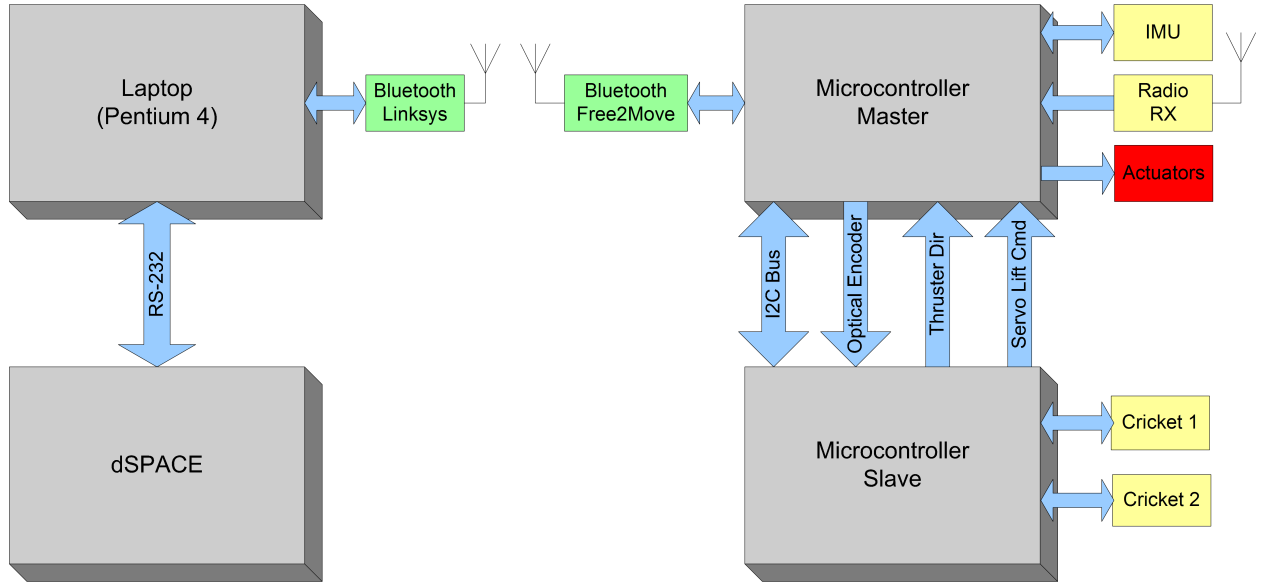 Laptop
(Pentium 4)
Bluetooth
Linksys
Bluetooth
Free2Move
Microcontroller
Master
IMU
Radio
RX
Actuators
RS-232
I2C Bus
Optical Encoder
Thruster Dir
Servo Lift Cmd
dSPACE
Microcontroller
Slave
Cricket 1
Cricket 2